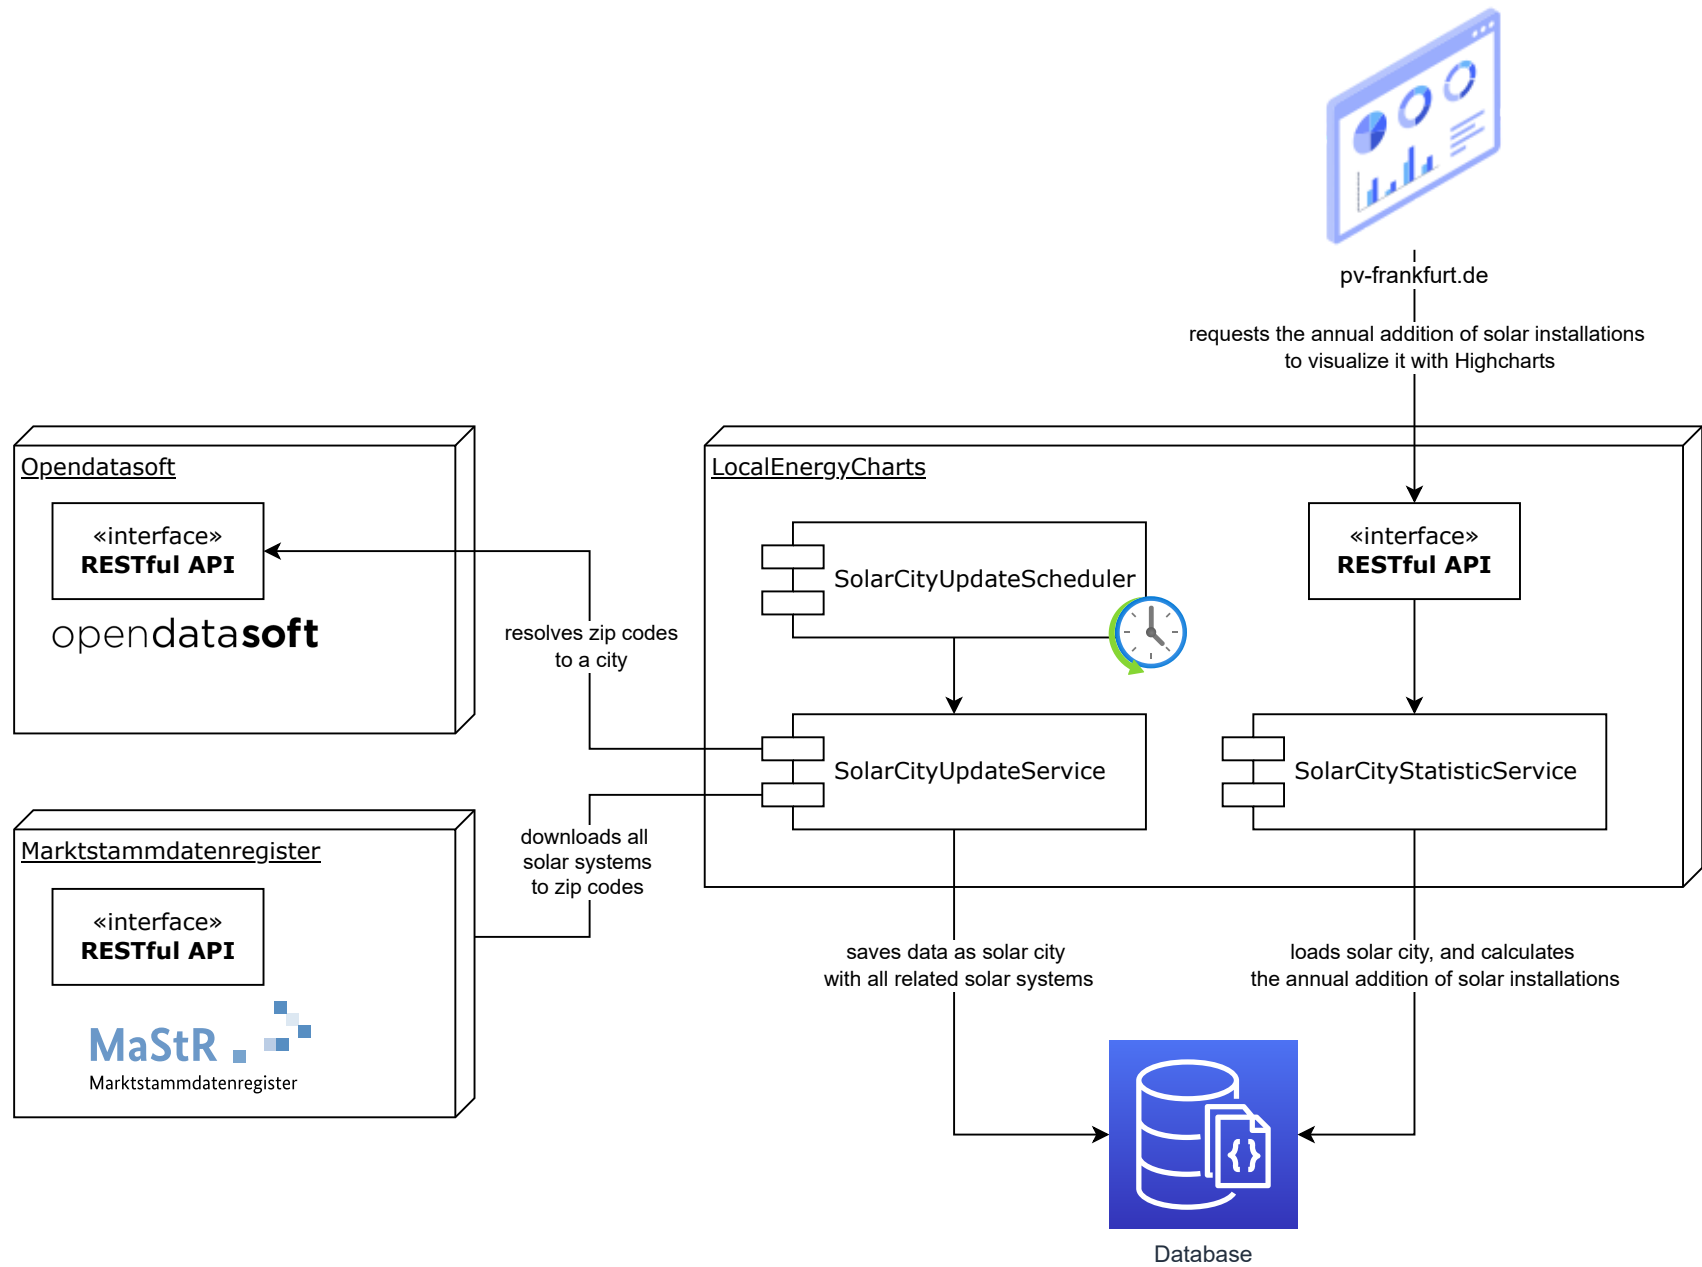 pv-frankfurt.de
requests the annual addition of solar installations
to visualize it with Highcharts
Opendatasoft
«interface»
RESTful API
opendatasoft
resolves zip codes
to a city
LocalEnergyCharts
SolarCityUpdateScheduler
«interface»
RESTful API
SolarCityUpdateService
SolarCityStatisticService
Marktstammdatenregister
«interface»
RESTful API
MaStR
Marktstammdatenregister
downloads all
solar systems
to zip codes
saves data as solar city
with all related solar systems
loads solar city, and calculates
the annual addition of solar installations
{}
Database